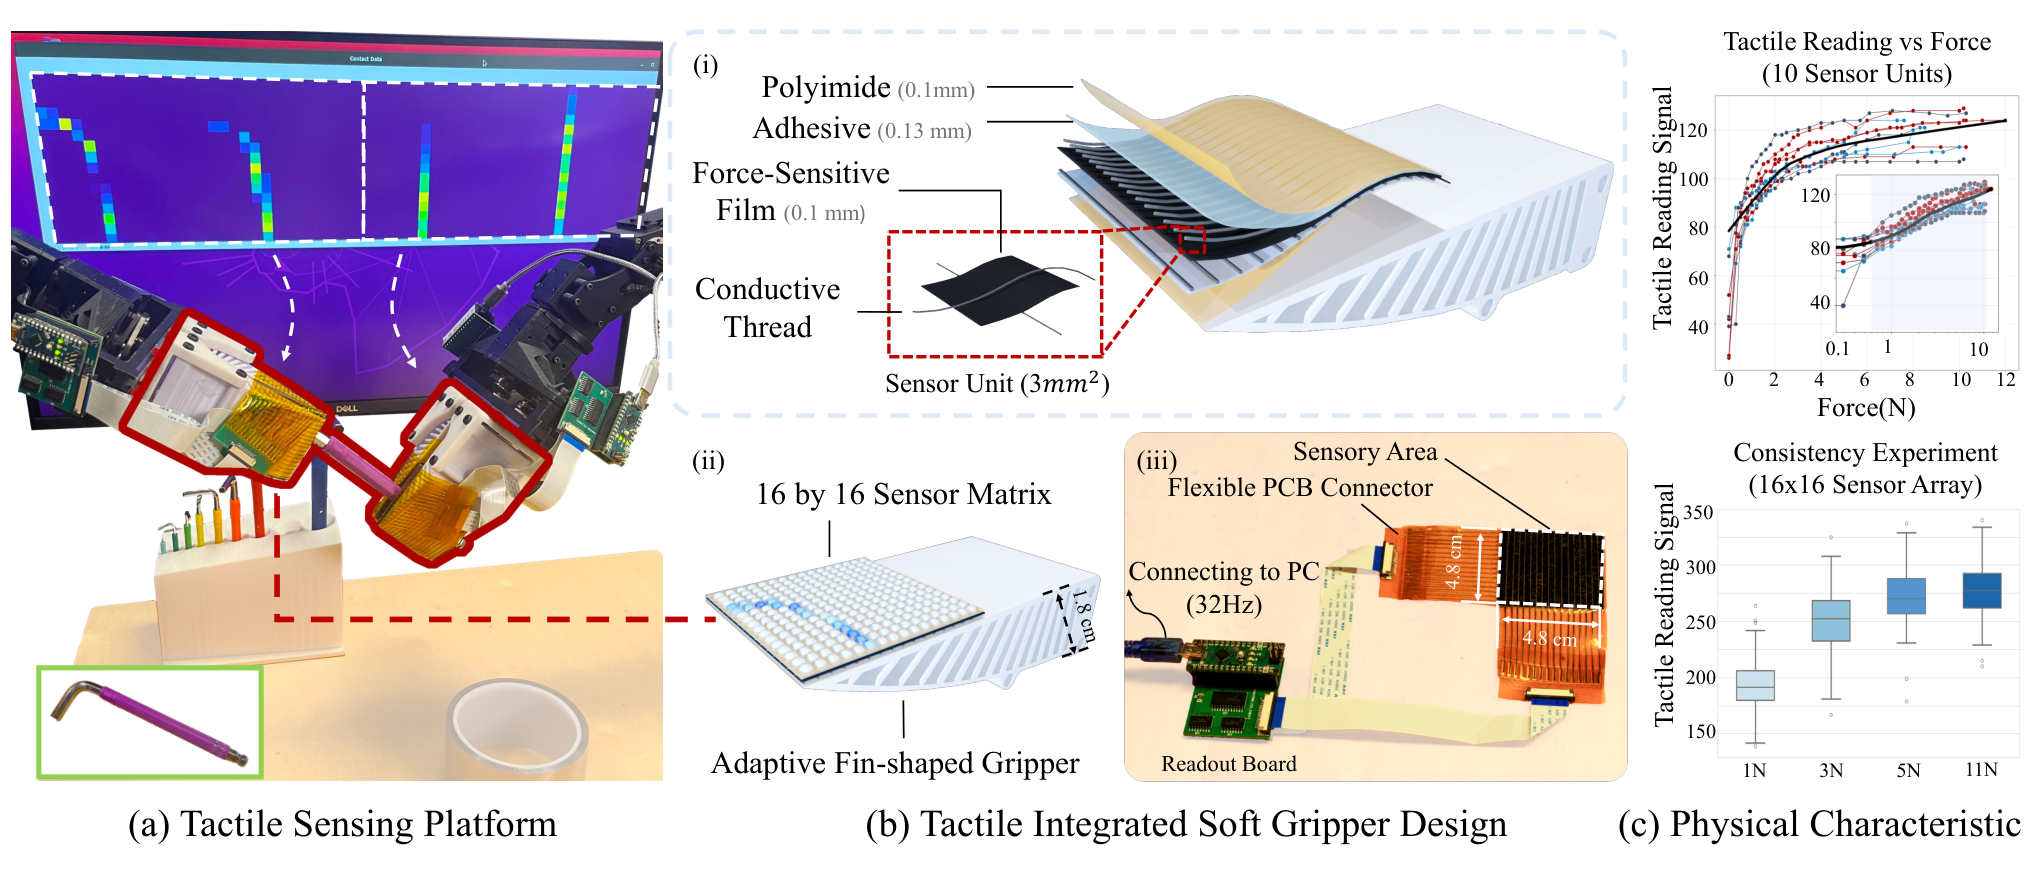 Contact Data
DELL
(a) Tactile Sensing Platform
(i)
Polyimide (0.1mm)
Adhesive (0.13 mm)
Force-Sensitive
Film (0.1 mm)
Conductive
Thread
Sensor Unit (3mm²)
(ii)
16 by 16 Sensor Matrix
1.8 cm
Adaptive Fin-shaped Gripper
(iii)
Sensory Area
Flexible PCB Connector
4.8 cm
4.8 cm
Connecting to PC
(32Hz)
Readout Board
(b) Tactile Integrated Soft Gripper Design
Tactile Reading vs Force
(10 Sensor Units)
Tactile Reading Signal
120
100
80
60
40
120
80
40
0.1 1 10
0 2 4 6 8 10 12
Force(N)
Consistency Experiment
(16x16 Sensor Array)
Tactile Reading Signal
350
300
250
200
150
1N 3N 5N 11N
(c) Physical Characteristic